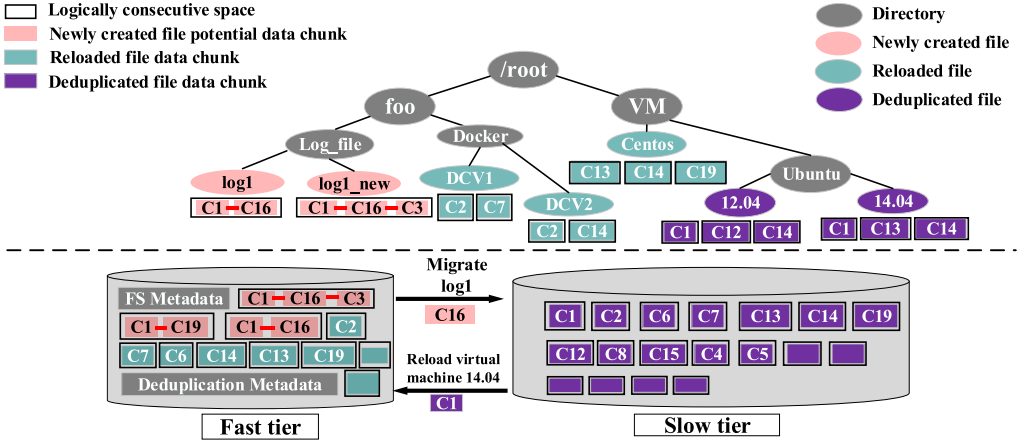 Logically consecutive space
Newly created file potential data chunk
Reloaded file data chunk
Deduplicated file data chunk
Directory
Newly created file
Reloaded file
Deduplicated file
/root
foo
VM
Log_file
Docker
Centos
Ubuntu
C13 C14 C19
log1
log1_new
DCV1
DCV2
12.04
14.04
C1 C16
C1 C16 C3
C2 C7
C2 C14
C1 C12 C14
C1 C13 C14
FS Metadata
C1 C16 C3
C1 C19
C1 C16
C2
C7 C6 C14 C13 C19
Deduplication Metadata
Fast tier
Migrate
log1
C16
Reload virtual
machine 14.04
C1
C1 C2 C6 C7 C13 C14 C19
C12 C8 C15 C4 C5
Slow tier